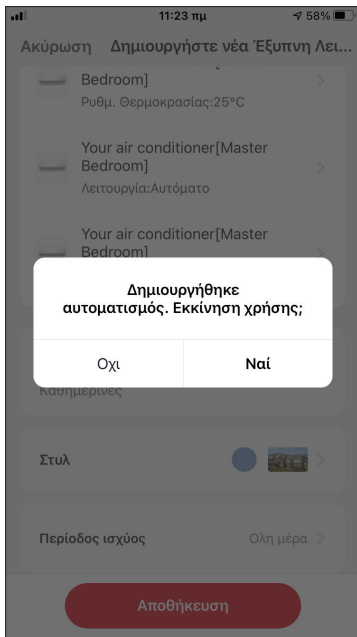 11:23 πμ
58%
Ακύρωση Δημιουργήστε νέα Έξυπνη Λει...
Bedroom]
Ρυθμ. Θερμοκρασίας:25°C
Your air conditioner[Master
Bedroom]
Λειτουργία:Αυτόματο
Your air conditioner[Master
Bedroom]
Δημιουργήθηκε
αυτοματισμός. Εκκίνηση χρήσης;
Οχι
Ναί
Καθημερινές
Στυλ
Περίοδος ισχύος
Ολη μέρα
Αποθήκευση